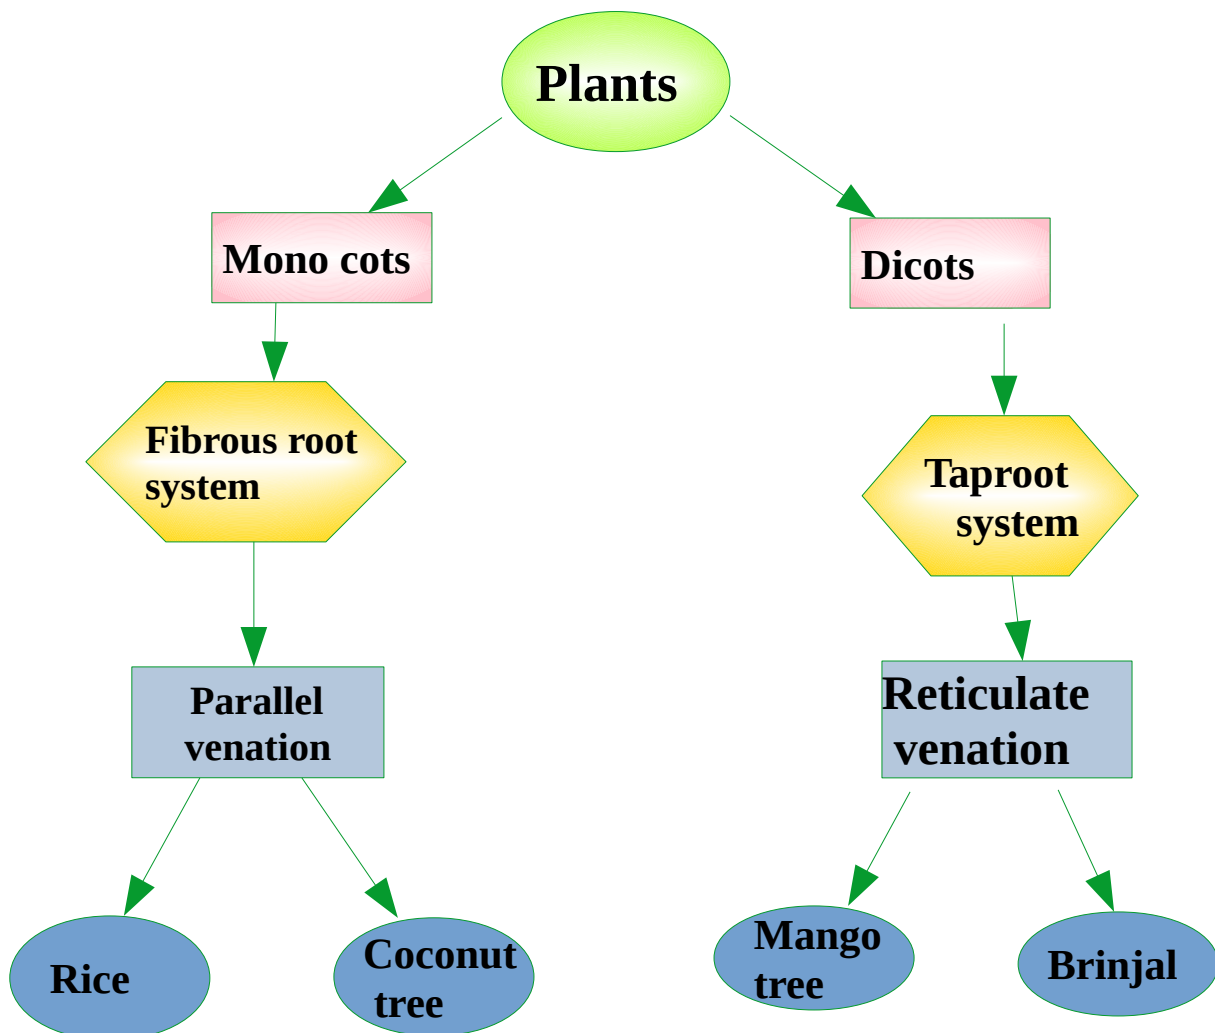 Plants
Mono cots
Dicots
Fibrous root
system
Taproot
system
Parallel
venation
Reticulate
venation
Rice
Coconut
tree
Mango
tree
Brinjal